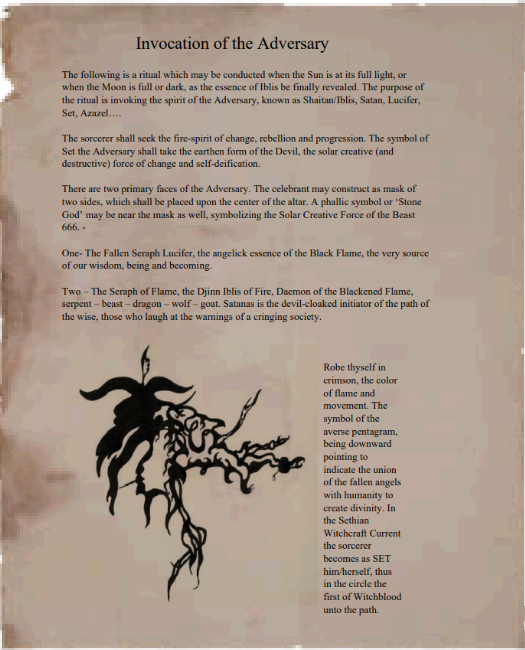 Invocation of the Adversary
The following is a ritual which may be conducted when the Sun is at its full light, or
when the Moon is full or dark, as the essence of Iblis be finally revealed. The purpose of
the ritual is invoking the spirit of the Adversary, known as Shaitan/Iblis, Satan, Lucifer,
Set, Azazel….
The sorcerer shall seek the fire-spirit of change, rebellion and progression. The symbol of
Set the Adversary shall take the earthen form of the Devil, the solar creative (and
destructive) force of change and self-deification.
There are two primary faces of the Adversary. The celebrant may construct as mask of
two sides, which shall be placed upon the center of the altar. A phallic symbol or ‘Stone
God’ may be near the mask as well, symbolizing the Solar Creative Force of the Beast
666. -
One- The Fallen Seraph Lucifer, the angelick essence of the Black Flame, the very source
of our wisdom, being and becoming.
Two – The Seraph of Flame, the Djinn Iblis of Fire, Daemon of the Blackened Flame,
serpent – beast – dragon – wolf – goat. Satanas is the devil-cloaked initiator of the path of
the wise, those who laugh at the warnings of a cringing society.
Robe thyself in
crimson, the color
of flame and
movement. The
symbol of the
averse pentagram,
being downward
pointing to
indicate the union
of the fallen angels
with humanity to
create divinity. In
the Sethian
Witchcraft Current
the sorcerer
becomes as SET
him/herself, thus
in the circle the
first of Witchblood
unto the path.